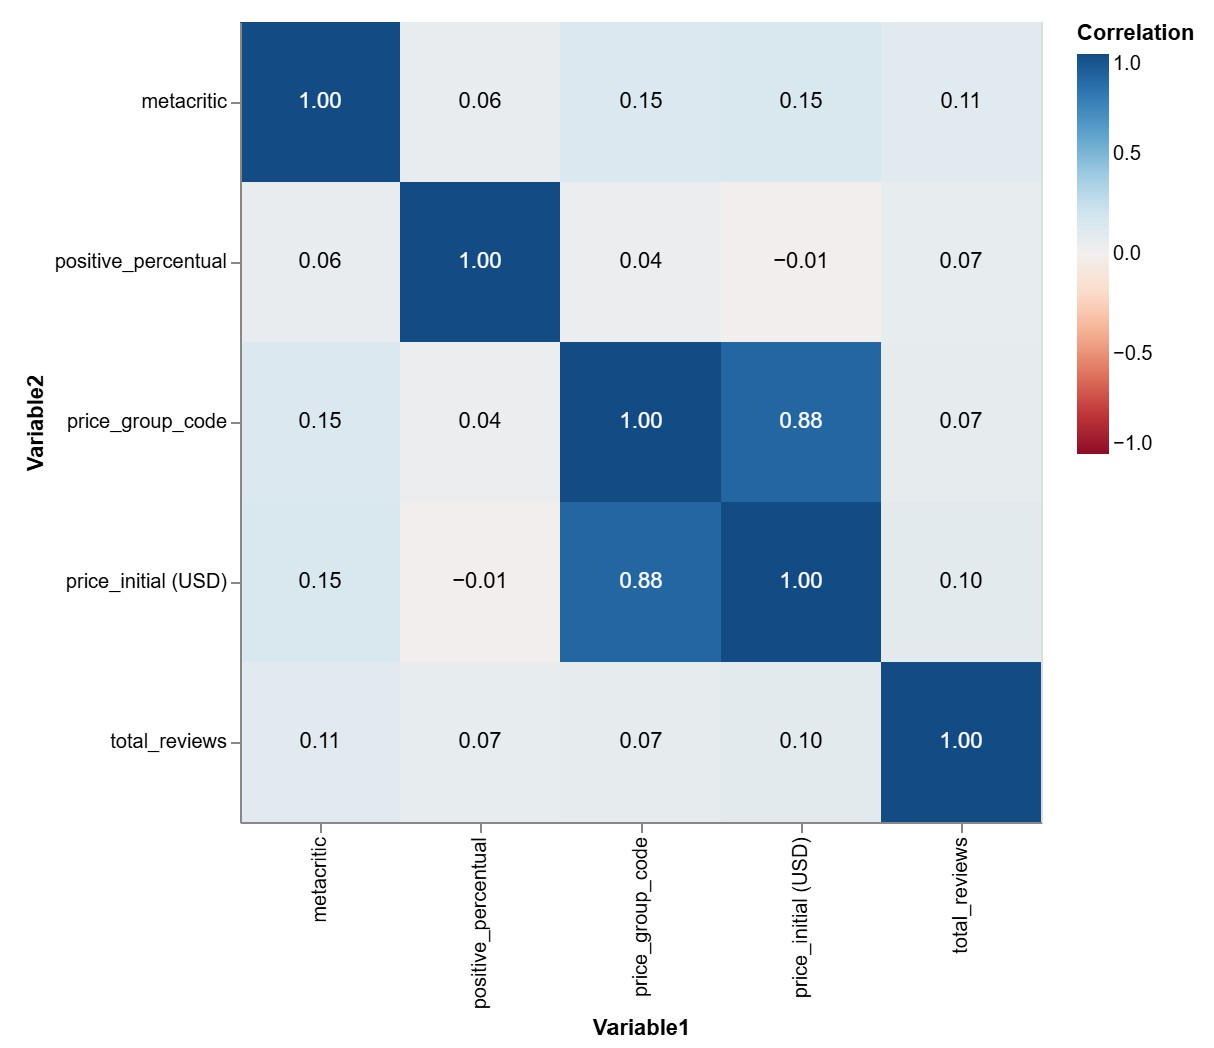 Correlation
1.0
0.5
0.0
−0.5
−1.0
Variable2
metacritic 1.00 0.06 0.15 0.15 0.11
positive_percentual 0.06 1.00 0.04 −0.01 0.07
price_group_code 0.15 0.04 1.00 0.88 0.07
price_initial (USD) 0.15 −0.01 0.88 1.00 0.10
total_reviews 0.11 0.07 0.07 0.10 1.00
metacritic
positive_percentual
price_group_code
price_initial (USD)
total_reviews
Variable1